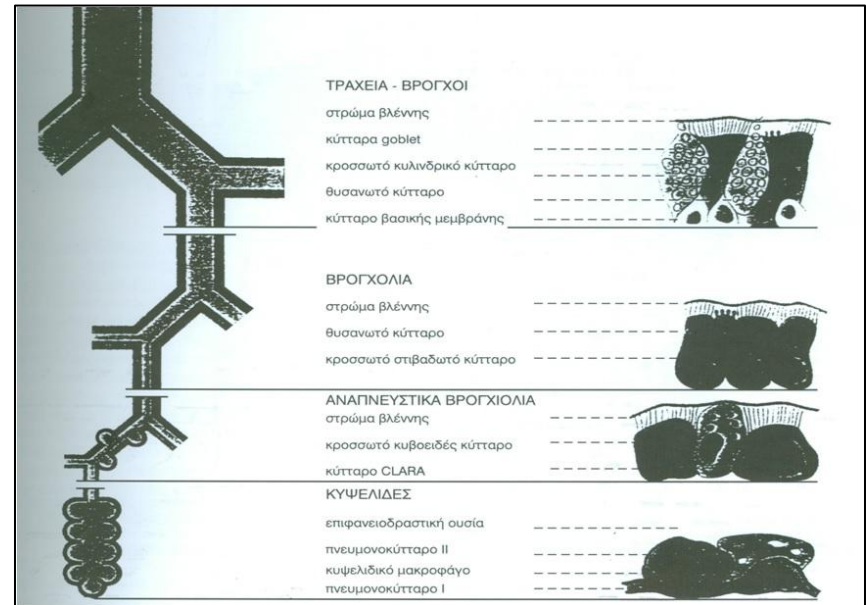 ΤΡΑΧΕΙΑ - ΒΡΟΓΧΟΙ
στρώμα βλέννης
κύτταρα goblet
κροσσωτό κυλινδρικό κύτταρο
θυσανωτό κύτταρο
κύτταρο βασικής μεμβράνης
ΒΡΟΓΧΟΛΙΑ
στρώμα βλέννης
θυσανωτό κύτταρο
κροσσωτό στιβαδωτό κύτταρο
ΑΝΑΠΝΕΥΣΤΙΚΑ ΒΡΟΓΧΙΟΛΙΑ
στρώμα βλέννης
κροσσωτό κυβοειδές κύτταρο
κύτταρο CLARA
ΚΥΨΕΛΙΔΕΣ
επιφανειοδραστική ουσία
πνευμονοκύτταρο II
κυψελιδικό μακροφάγο
πνευμονοκύτταρο I